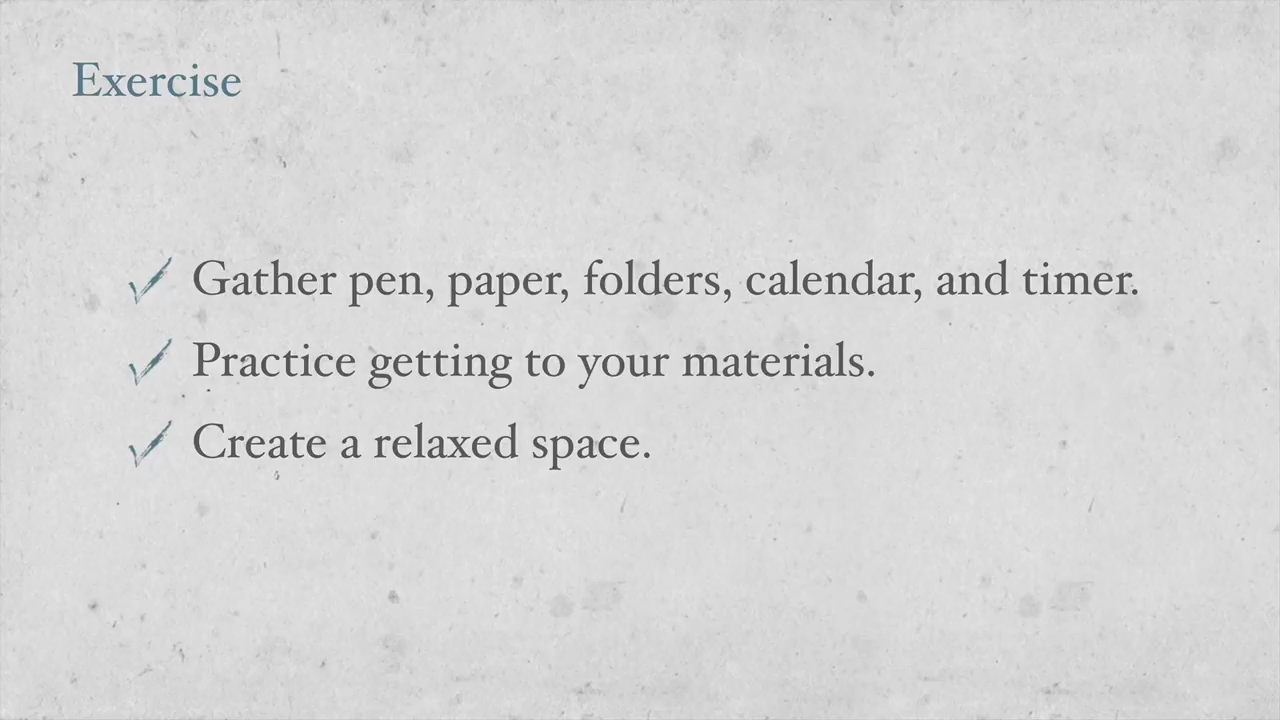 Exercise
Gather pen, paper, folders, calendar, and timer.
Practice getting to your materials.
Create a relaxed space.